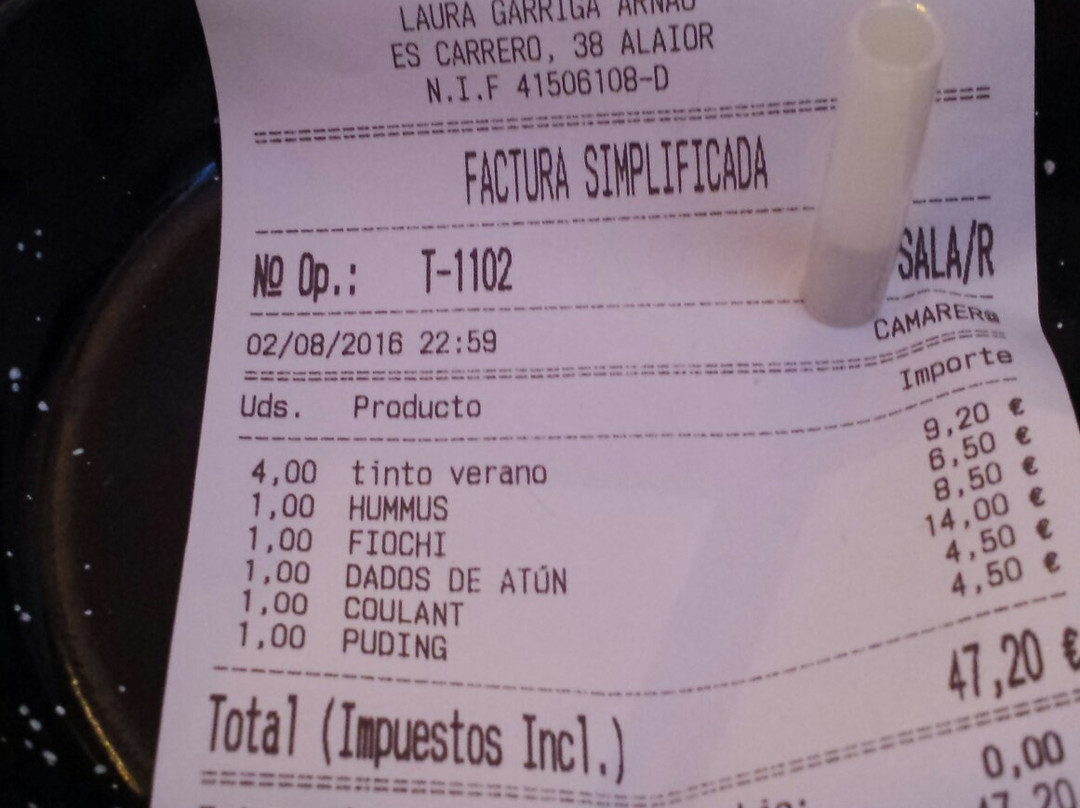 LAURA GARRIGA ARNAU
ES CARRERO, 38 ALAIOR
N.I.F 41506108-D
FACTURA SIMPLIFICADA
Nº Op.: T-1102 SALA/R
02/08/2016 22:59 CAMARER@
Uds. Producto Importe
4,00 tinto verano 9,20 €
1,00 HUMMUS 6,50 €
1,00 FIOCHI 8,50 €
1,00 DADOS DE ATÚN 14,00 €
1,00 COULANT 4,50 €
1,00 PUDING 4,50 €
Total (Impuestos Incl.) 47,20 €
0,00
47,20